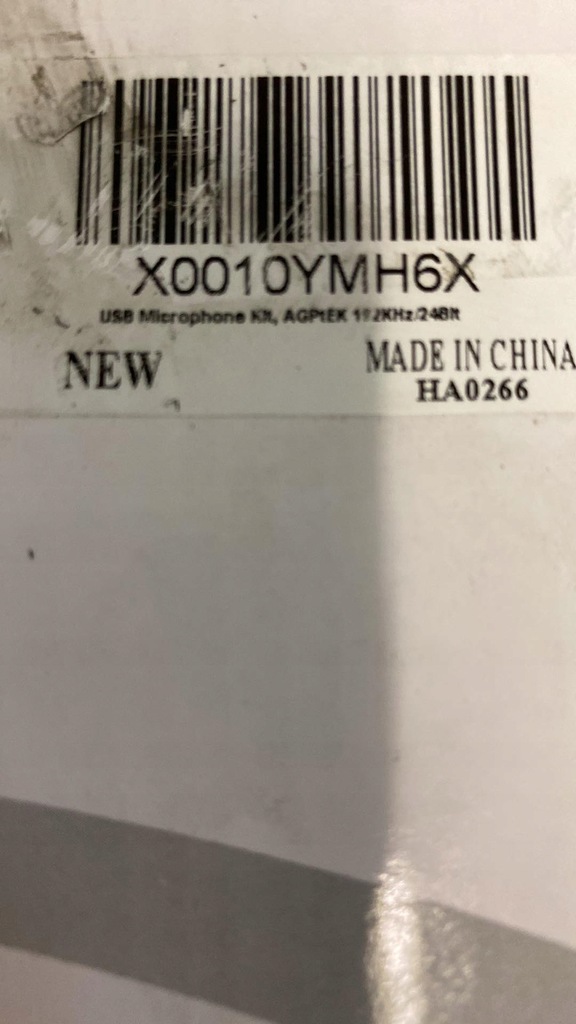 X0010YMH6X
USB Microphone Kit, AGPtEK 192KHz/24Bit
NEW
MADE IN CHINA
HA0266